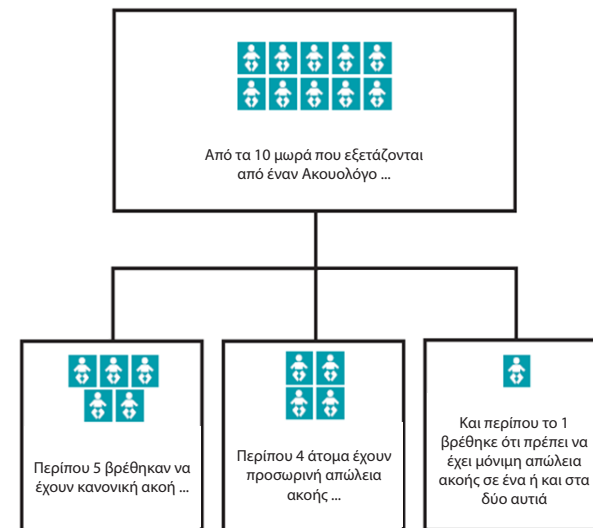 Από τα 10 μωρά που εξετάζονται
από έναν Ακουολόγο ...
Περίπου 5 βρέθηκαν να
έχουν κανονική ακοή ...
Περίπου 4 άτομα έχουν
προσωρινή απώλεια
ακοής ...
Και περίπου το 1
βρέθηκε ότι πρέπει να
έχει μόνιμη απώλεια
ακοής σε ένα ή και στα
δύο αυτιά